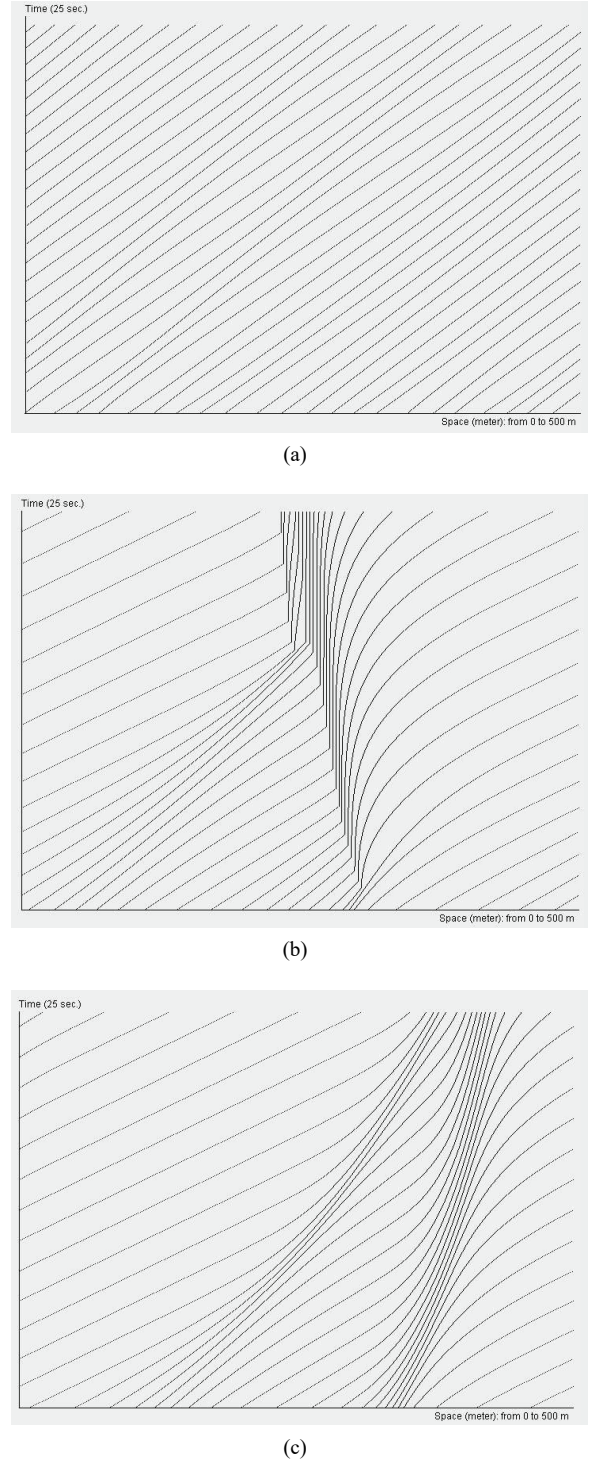 Time (25 sec.)
Space (meter): from 0 to 500 m
(a)
Time (25 sec.)
Space (meter): from 0 to 500 m
(b)
Time (25 sec.)
Space (meter): from 0 to 500 m
(c)